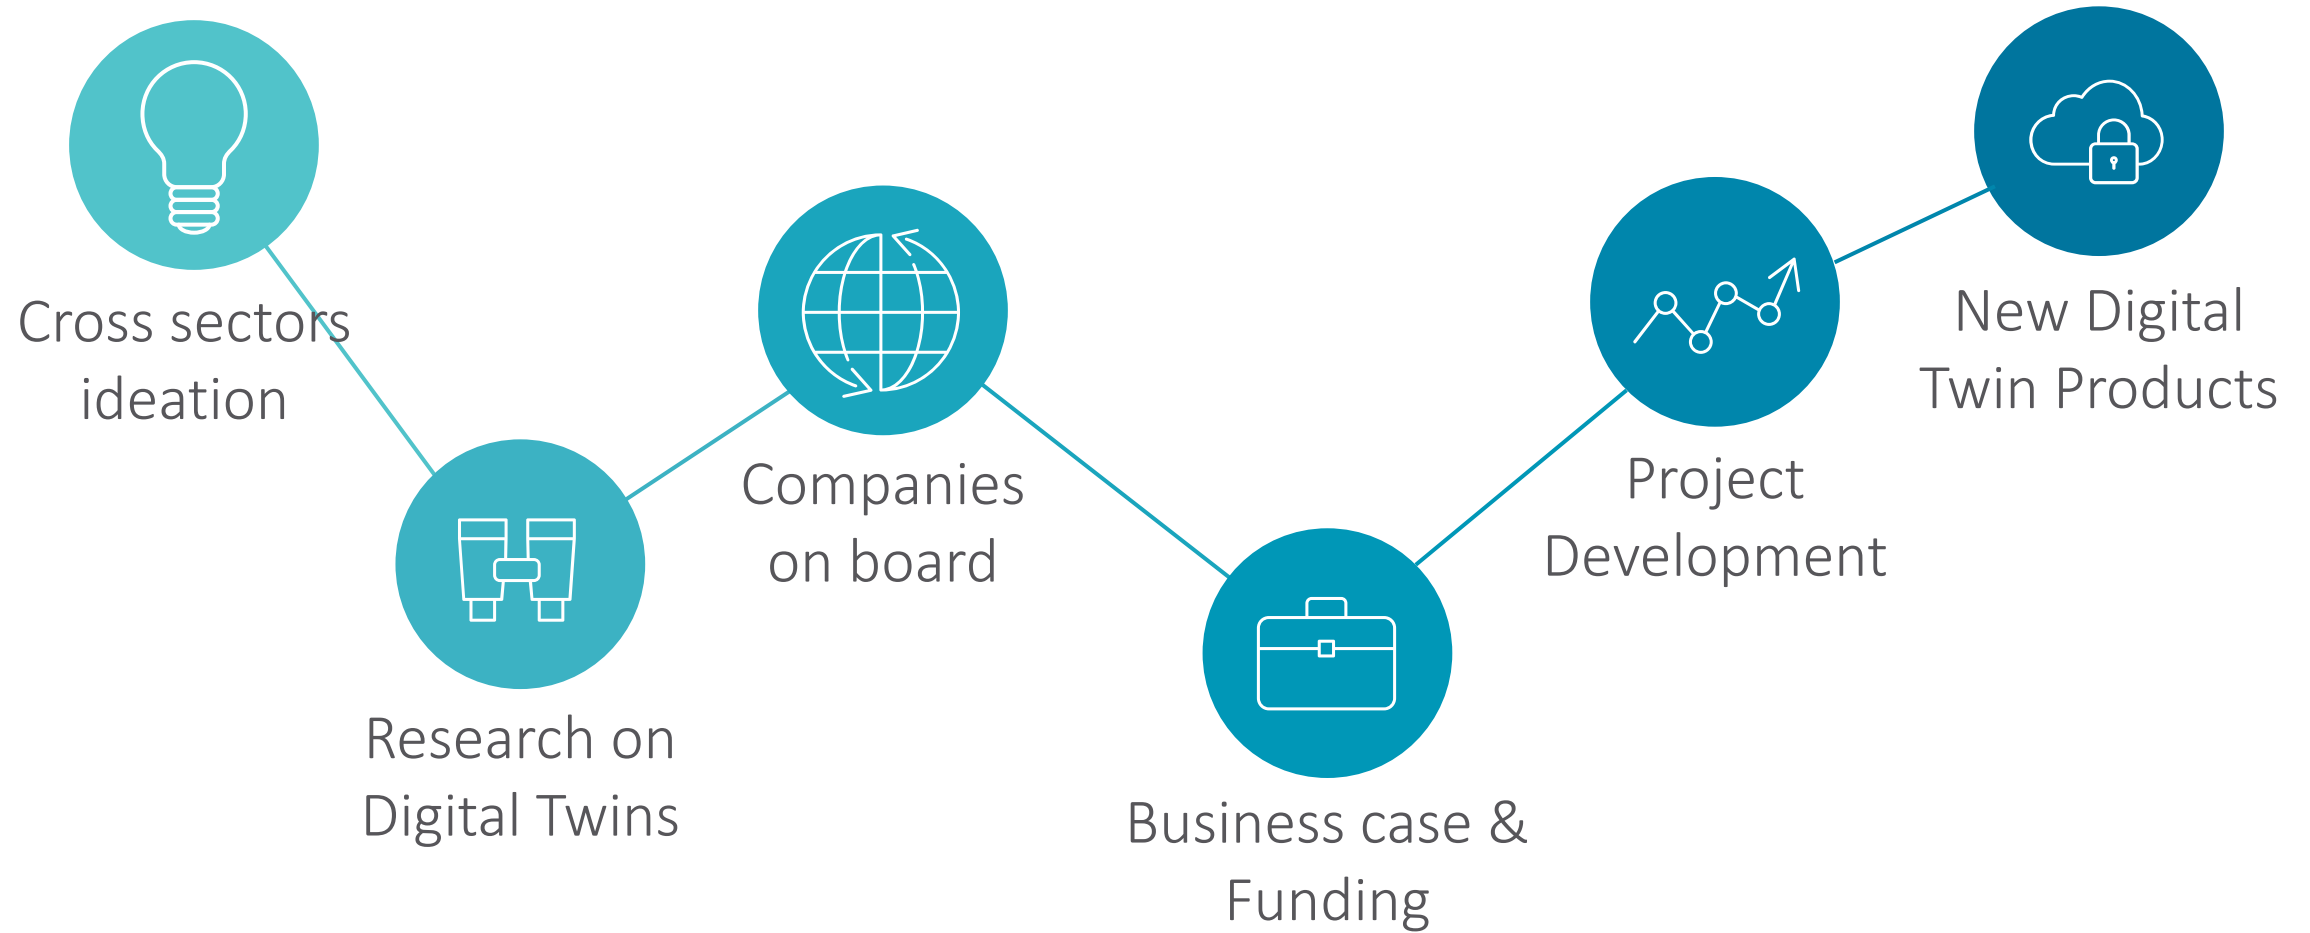 Cross sectors
ideation
Research on
Digital Twins
Companies
on board
Business case &
Funding
Project
Development
New Digital
Twin Products